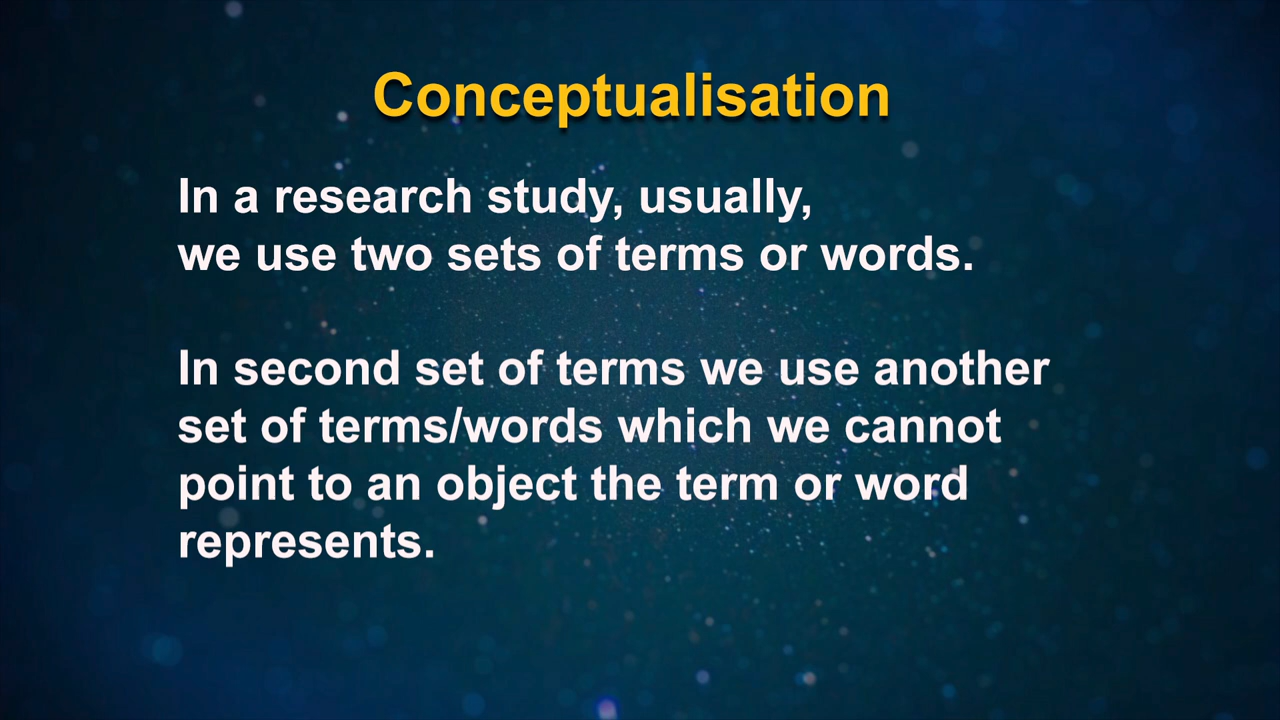 Conceptualisation
In a research study, usually,
we use two sets of terms or words.
In second set of terms we use another
set of terms/words which we cannot
point to an object the term or word
represents.